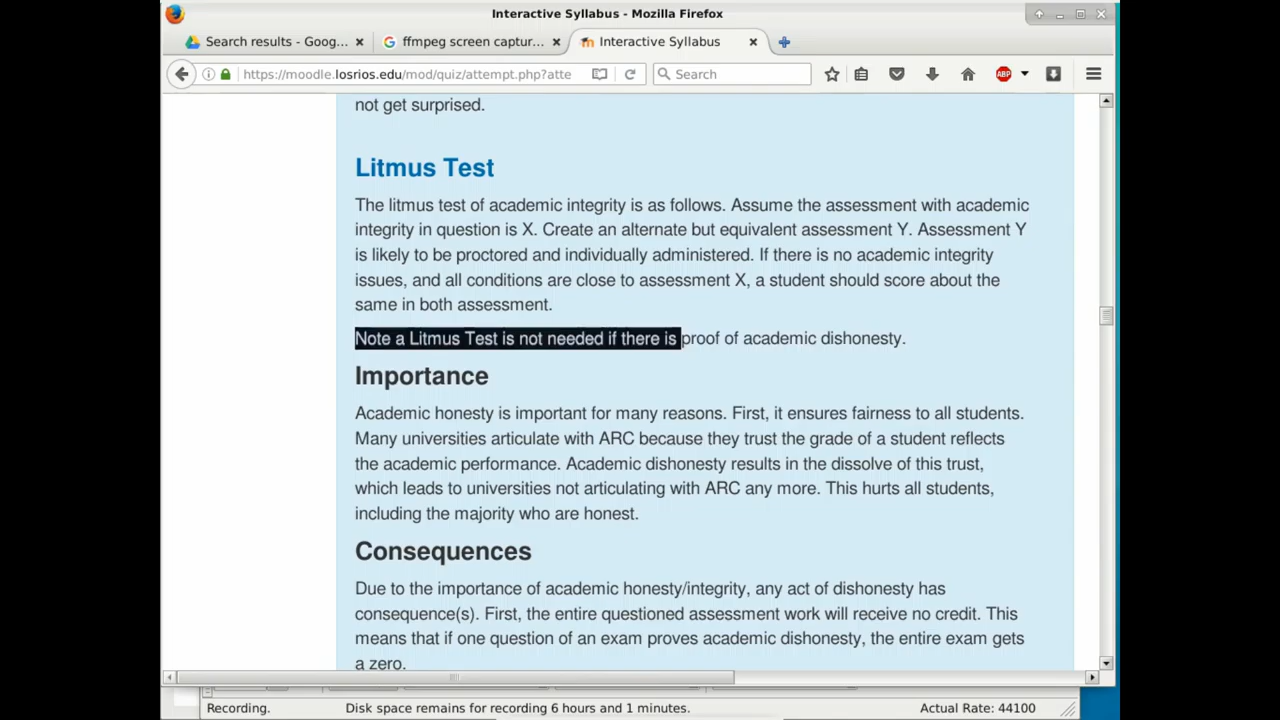 Interactive Syllabus - Mozilla Firefox
Search results - Goog...
ffmpeg screen captur...
Interactive Syllabus
https://moodle.losrios.edu/mod/quiz/attempt.php?atte
Search
ABP
not get surprised.
Litmus Test
The litmus test of academic integrity is as follows. Assume the assessment with academic
integrity in question is X. Create an alternate but equivalent assessment Y. Assessment Y
is likely to be proctored and individually administered. If there is no academic integrity
issues, and all conditions are close to assessment X, a student should score about the
same in both assessment.
Note a Litmus Test is not needed if there is proof of academic dishonesty.
Importance
Academic honesty is important for many reasons. First, it ensures fairness to all students.
Many universities articulate with ARC because they trust the grade of a student reflects
the academic performance. Academic dishonesty results in the dissolve of this trust,
which leads to universities not articulating with ARC any more. This hurts all students,
including the majority who are honest.
Consequences
Due to the importance of academic honesty/integrity, any act of dishonesty has
consequence(s). First, the entire questioned assessment work will receive no credit. This
means that if one question of an exam proves academic dishonesty, the entire exam gets
a zero.
Recording.
Disk space remains for recording 6 hours and 1 minutes.
Actual Rate: 44100